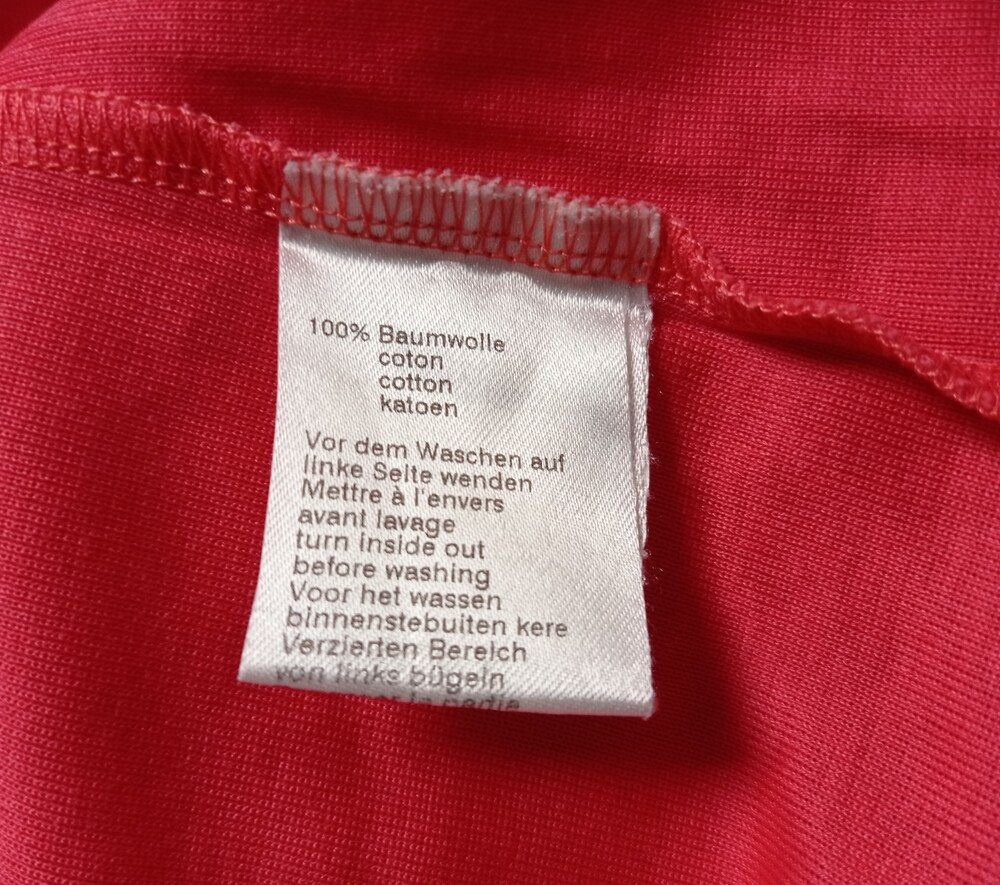 100% Baumwolle
coton
cotton
katoen
Vor dem Waschen auf
linke Seite wenden
Mettre à l'envers
avant lavage
turn inside out
before washing
Voor het wassen
binnenstebuiten kere
Verzierten Bereich
von links bügeln
la